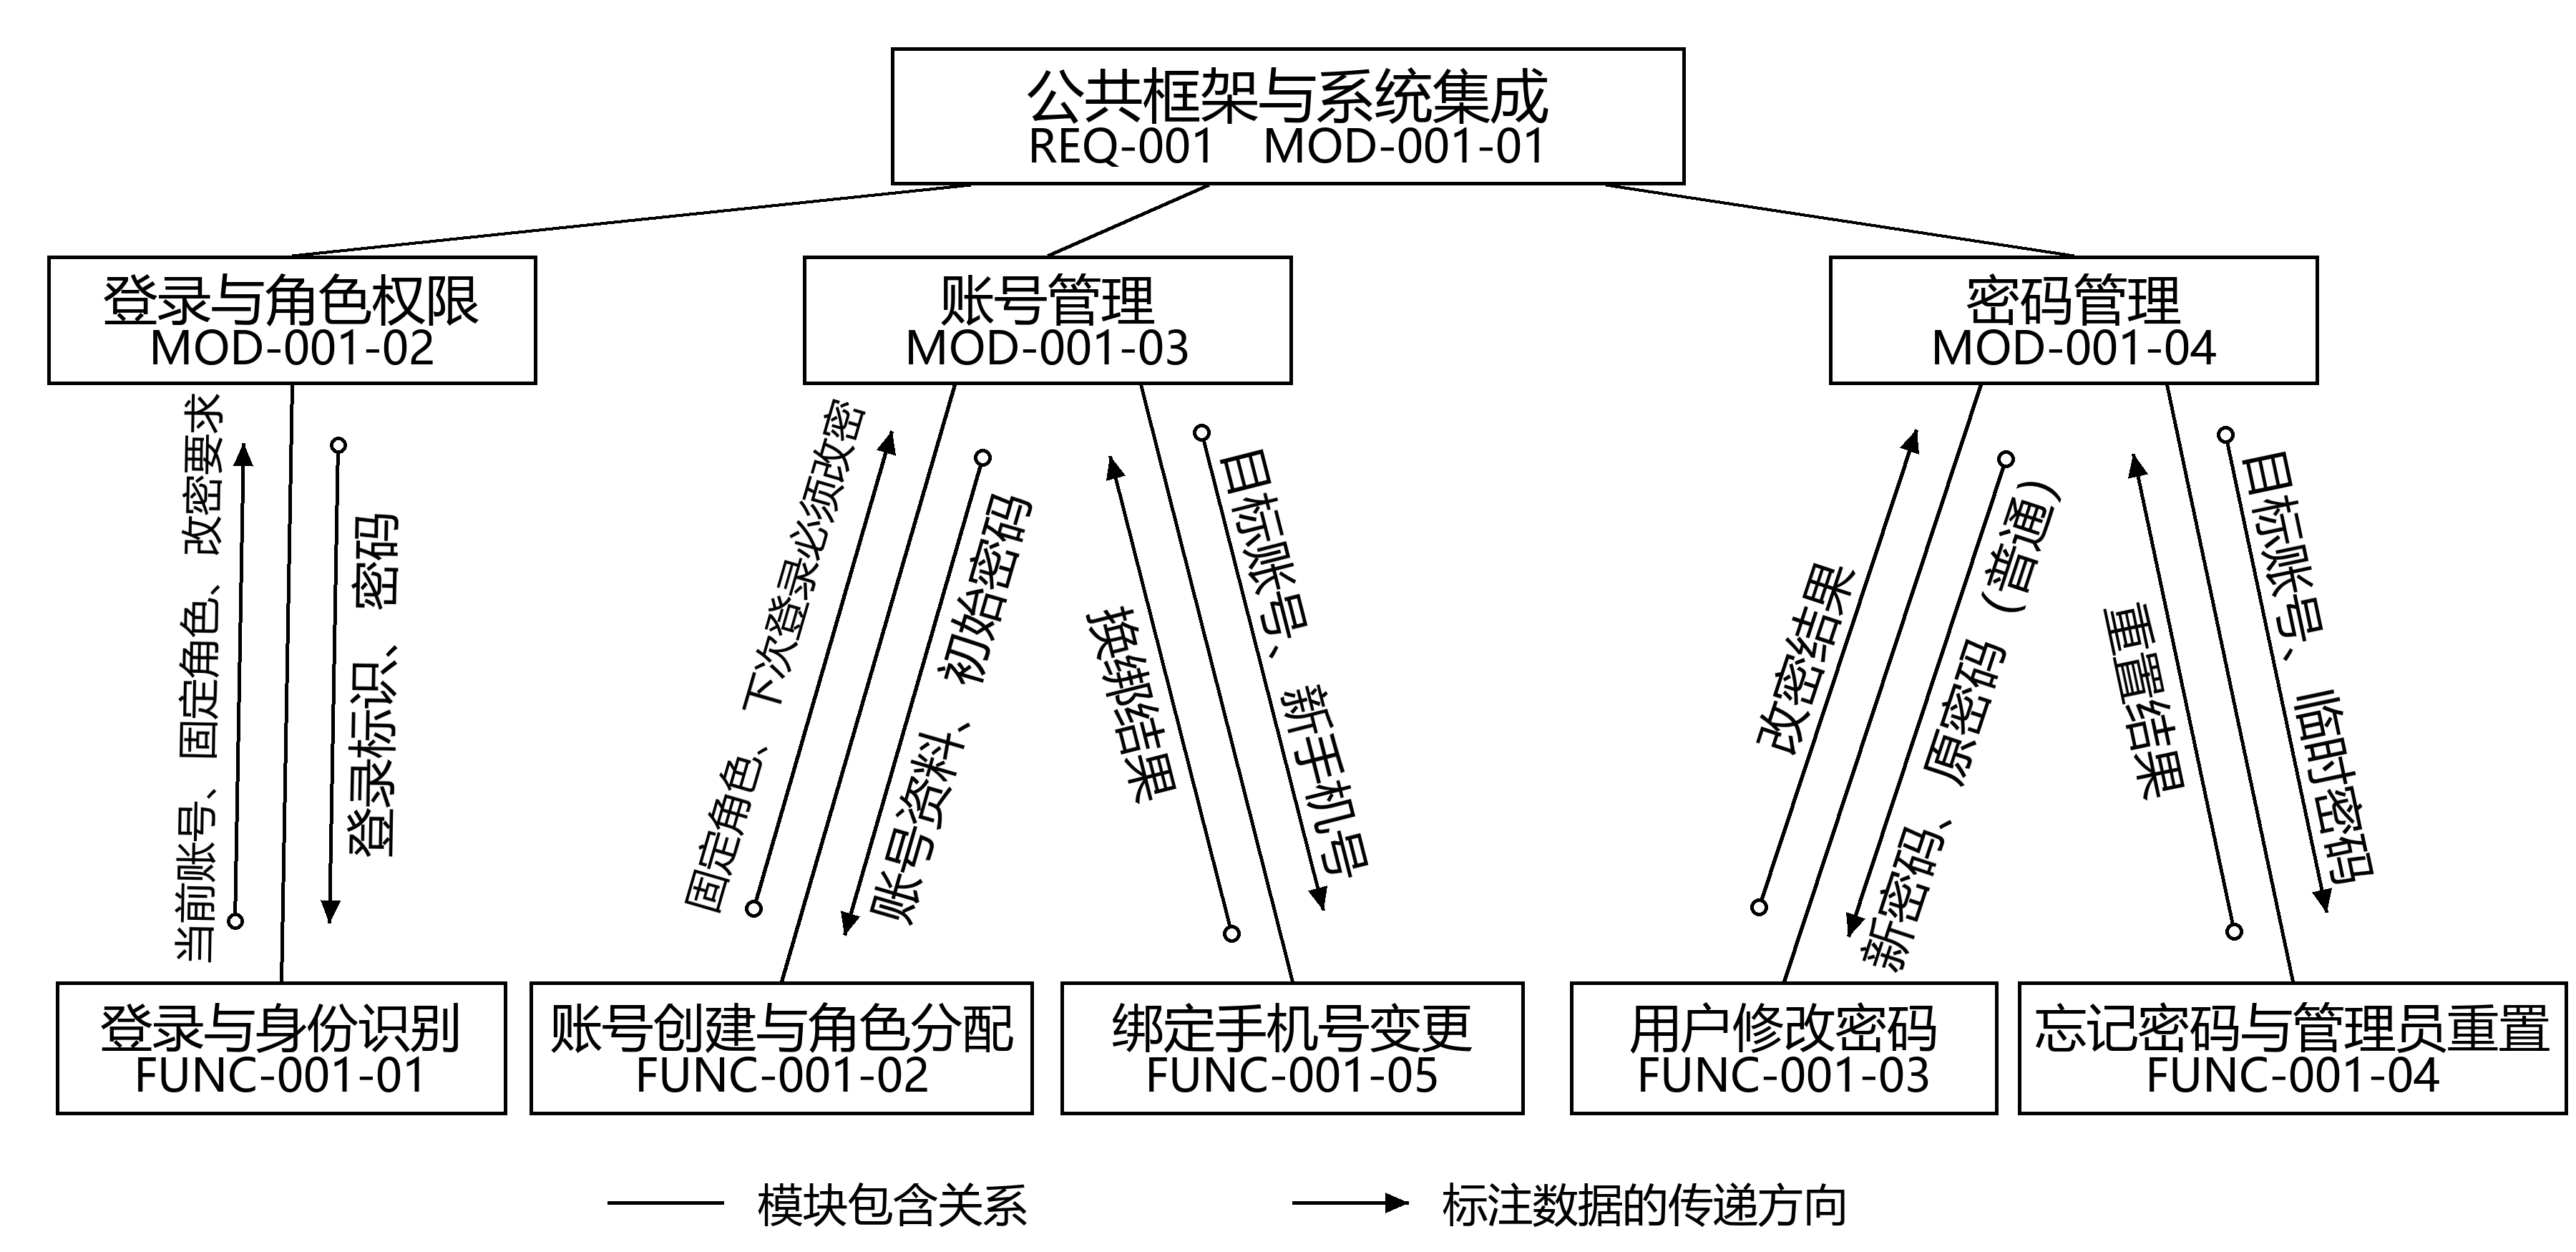 公共框架与系统集成
REQ-001 MOD-001-01
登录与角色权限
MOD-001-02
账号管理
MOD-001-03
密码管理
MOD-001-04
当前账号、固定角色、改密要求
登录标识、密码
固定角色、下次登录必须改密
账号资料、初始密码
换绑结果
目标账号、新手机号
改密结果
新密码、原密码（普通）
重置结果
目标账号、临时密码
登录与身份识别
FUNC-001-01
账号创建与角色分配
FUNC-001-02
绑定手机号变更
FUNC-001-05
用户修改密码
FUNC-001-03
忘记密码与管理员重置
FUNC-001-04
模块包含关系
标注数据的传递方向